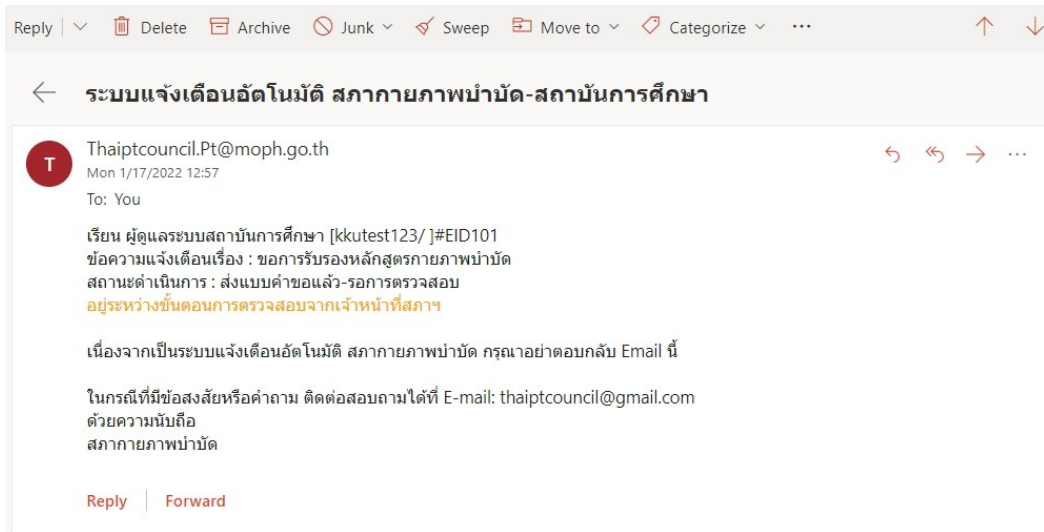 Reply Delete Archive Junk Sweep Move to Categorize ...
ระบบแจ้งเตือนอัตโนมัติ สภากายภาพบำบัด-สถาบันการศึกษา
T
Thaiptcouncil.Pt@moph.go.th
Mon 1/17/2022 12:57
To: You
เรียน ผู้ดูแลระบบสถาบันการศึกษา [kkutest123/ ]#EID101
ข้อความแจ้งเตือนเรื่อง : ขอการรับรองหลักสูตรกายภาพบำบัด
สถานะดำเนินการ : ส่งแบบคำขอแล้ว-รอการตรวจสอบ
อยู่ระหว่างขั้นตอนการตรวจสอบจากเจ้าหน้าที่สภาฯ
เนื่องจากเป็นระบบแจ้งเตือนอัตโนมัติ สภากายภาพบำบัด กรุณาอย่าตอบกลับ Email นี้
ในกรณีที่มีข้อสงสัยหรือคำถาม ติดต่อสอบถามได้ที่ E-mail: thaiptcouncil@gmail.com
ด้วยความนับถือ
สภากายภาพบำบัด
Reply Forward